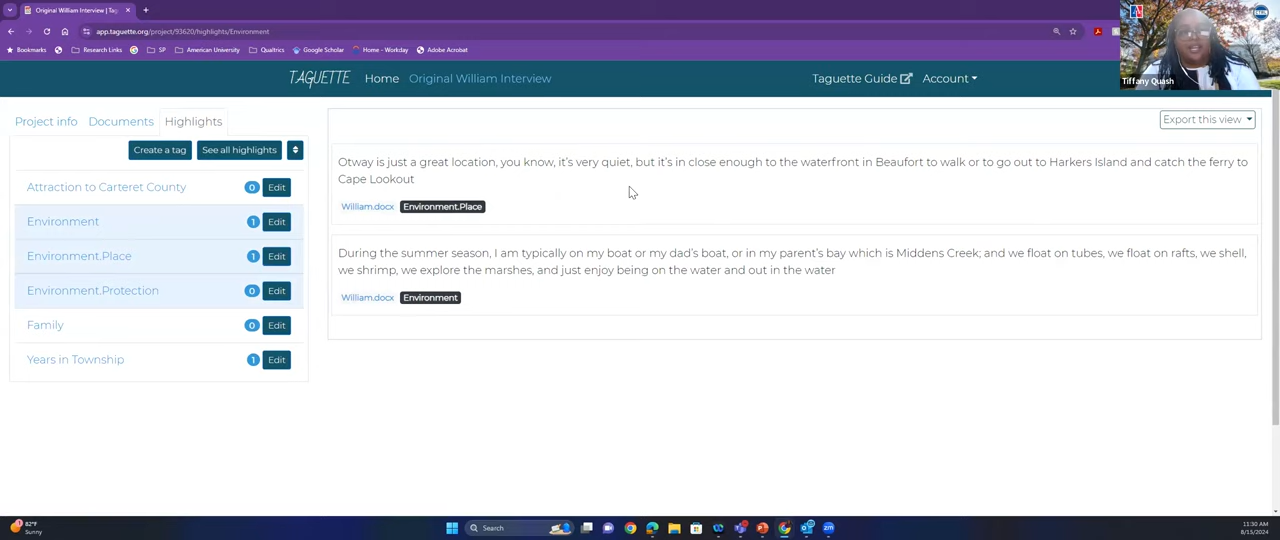 Original William Interview | Tag
app.taguette.org/project/93620/highlights/Environment
Bookmarks
Research Links
SP
American University
Qualtrics
Google Scholar
Home - Workday
Adobe Acrobat
Tiffany Quash
TAGUETTE
Home
Original William Interview
Taguette Guide
Account
Project info
Documents
Highlights
Create a tag
See all highlights
Attraction to Carteret County 0 Edit
Environment 1 Edit
Environment.Place 1 Edit
Environment.Protection 0 Edit
Family 0 Edit
Years in Township 1 Edit
Export this view
Otway is just a great location, you know, it's very quiet, but it's in close enough to the waterfront in Beaufort to walk or to go out to Harkers Island and catch the ferry to
Cape Lookout
William.docx Environment.Place
During the summer season, I am typically on my boat or my dad's boat, or in my parent's bay which is Middens Creek; and we float on tubes, we float on rafts, we shell,
we shrimp, we explore the marshes, and just enjoy being on the water and out in the water
William.docx Environment
82°F
Sunny
Search
11:30 AM
8/13/2024